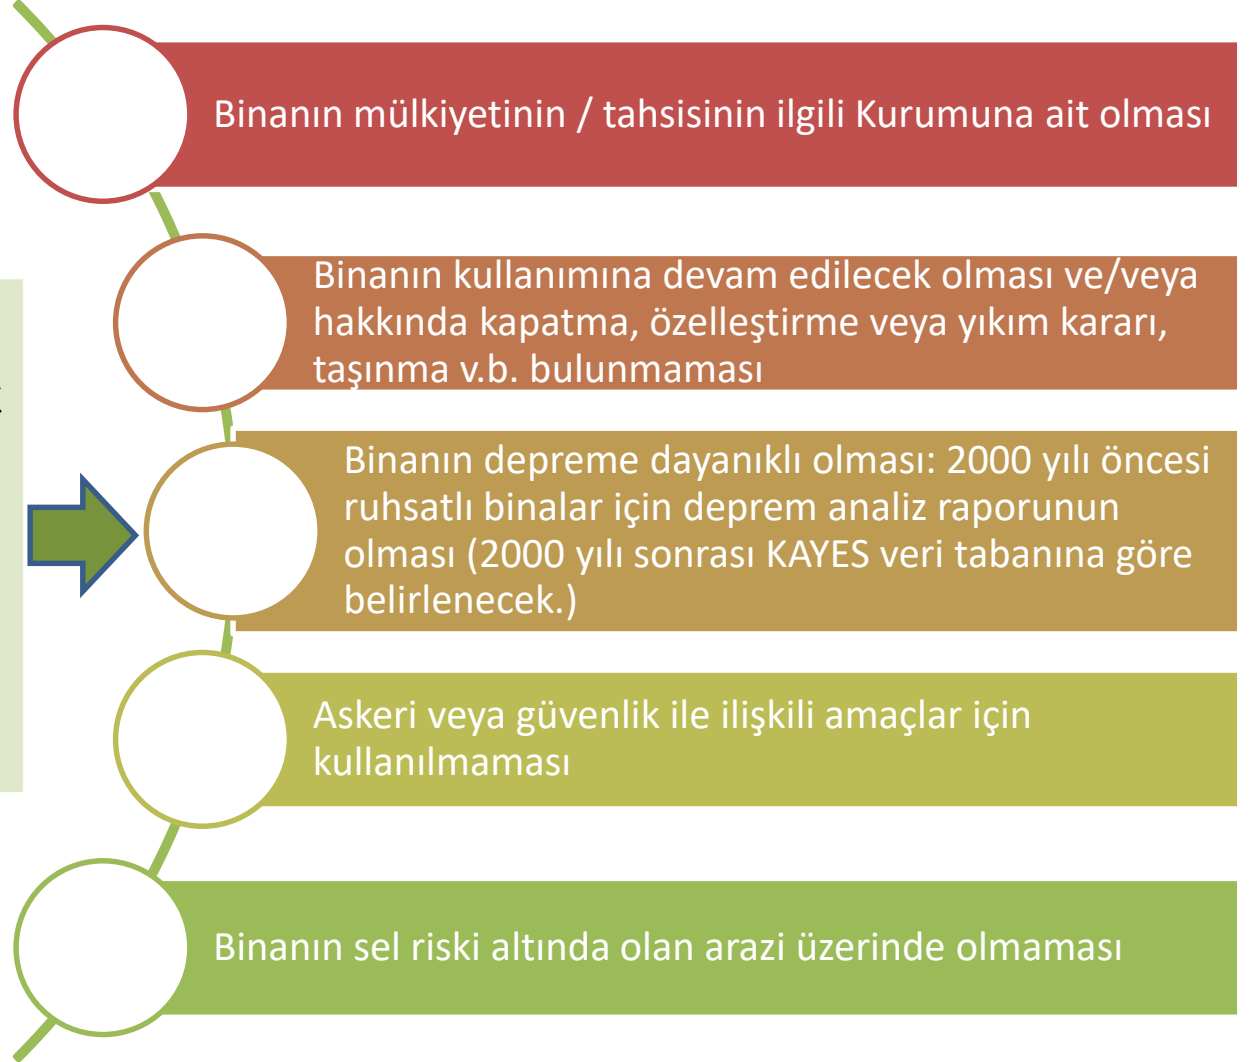 Binanın mülkiyetinin / tahsisinin ilgili Kurumuna ait olması
Binanın kullanımına devam edilecek olması ve/veya
hakkında kapatma, özelleştirme veya yıkım kararı,
taşınma v.b. bulunmaması
Binanın depreme dayanıklı olması: 2000 yılı öncesi
ruhsatlı binalar için deprem analiz raporunun
olması (2000 yılı sonrası KAYES veri tabanına göre
belirlenecek.)
Askeri veya güvenlik ile ilişkili amaçlar için
kullanılmaması
Binanın sel riski altında olan arazi üzerinde olmaması